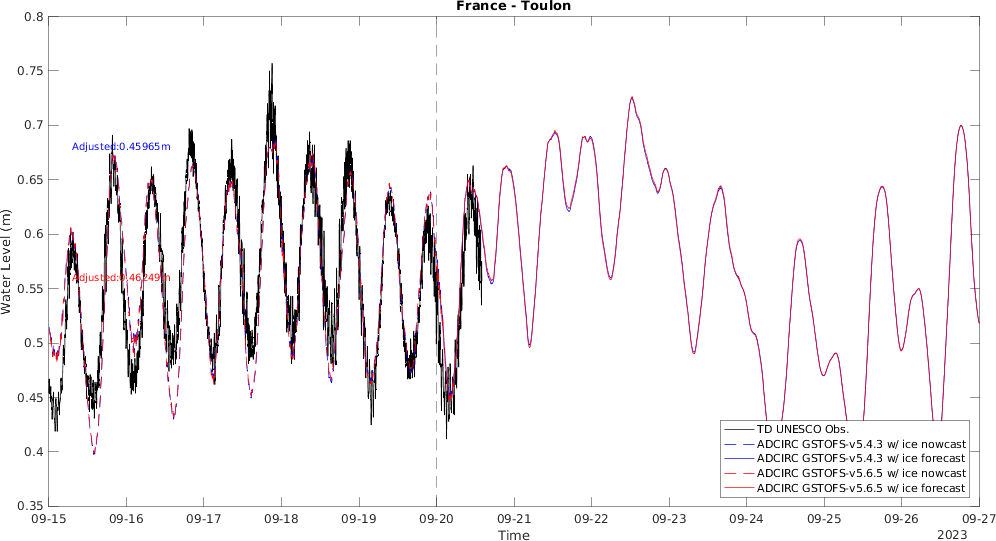 France - Toulon
0.8
0.75
0.7
0.65
0.6
0.55
0.5
0.45
0.4
0.35
Water Level (m)
Adjusted:0.45965m
Adjusted:0.46249m
TD UNESCO Obs.
ADCIRC GSTOFS-v5.4.3 w/ ice nowcast
ADCIRC GSTOFS-v5.4.3 w/ ice forecast
ADCIRC GSTOFS-v5.6.5 w/ ice nowcast
ADCIRC GSTOFS-v5.6.5 w/ ice forecast
09-15 09-16 09-17 09-18 09-19 09-20 09-21 09-22 09-23 09-24 09-25 09-26 09-27
Time
2023